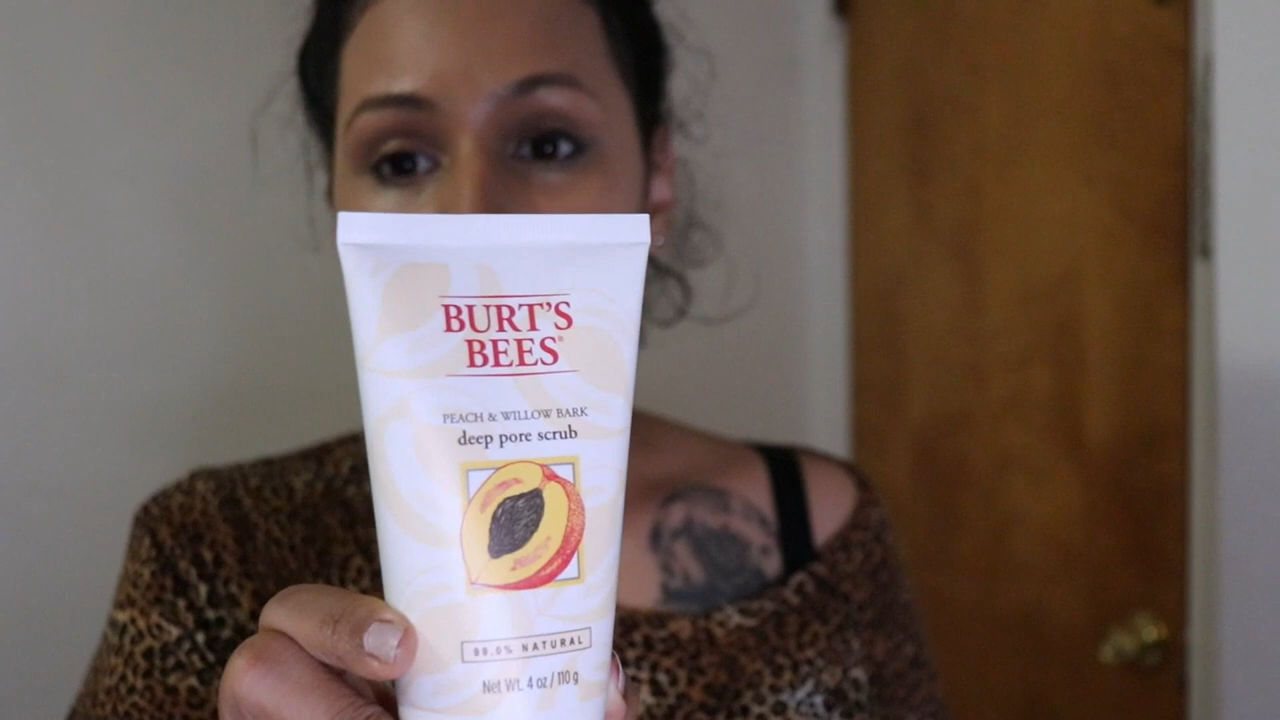 BURT'S
BEES®
PEACH & WILLOW BARK
deep pore scrub
99.0% NATURAL
Net Wt. 4 oz / 110 g